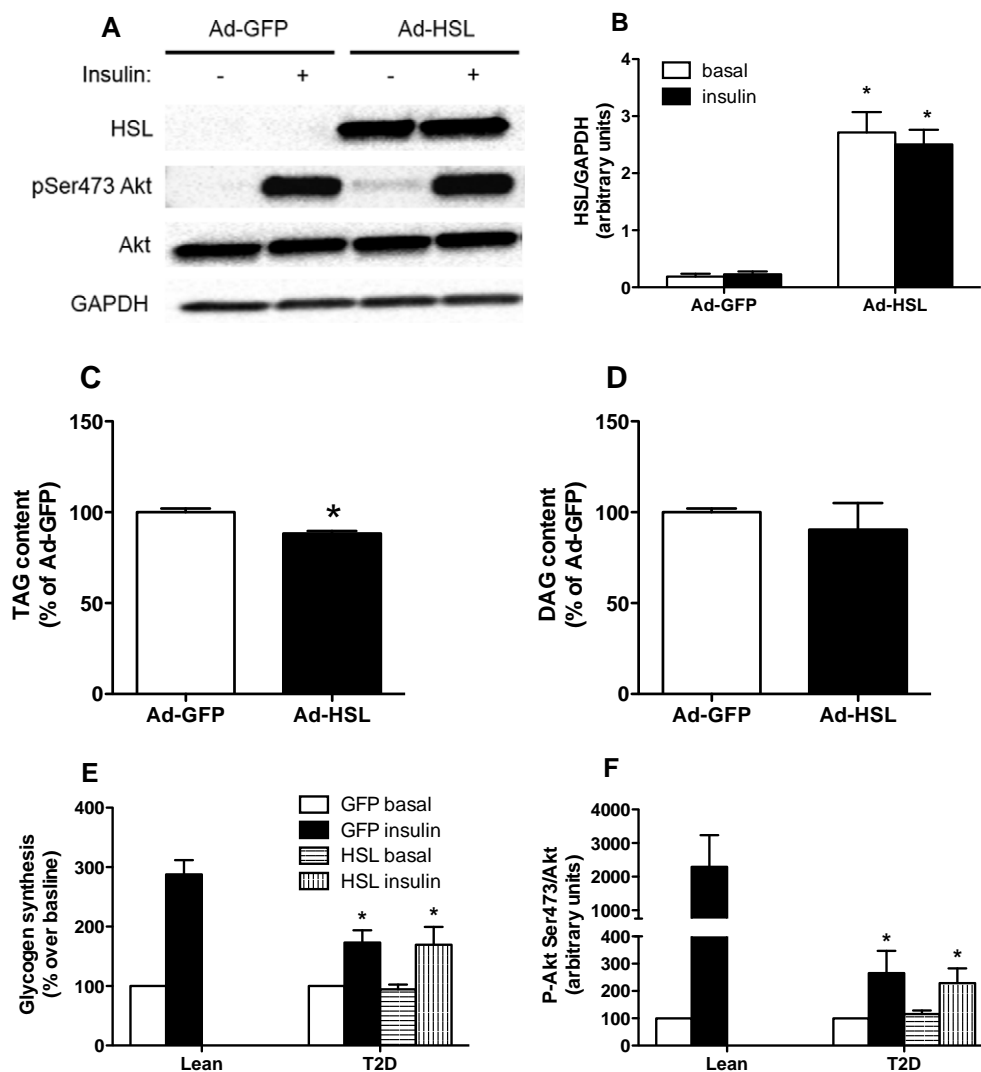 A
Ad-GFP Ad-HSL
Insulin: - + - +
HSL
pSer473 Akt
Akt
GAPDH
B
basal
insulin
* *
HSL/GAPDH
(arbitrary units)
4
3
2
1
0
Ad-GFP Ad-HSL
C
TAG content
(% of Ad-GFP)
150
100
50
0
*
Ad-GFP Ad-HSL
D
DAG content
(% of Ad-GFP)
150
100
50
0
Ad-GFP Ad-HSL
E
Glycogen synthesis
(% over basline)
400
300
200
100
0
GFP basal
GFP insulin
HSL basal
HSL insulin
* *
Lean T2D
F
P-Akt Ser473/Akt
(arbitrary units)
4000
3000
2000
1000
400
300
200
100
0
* *
Lean T2D